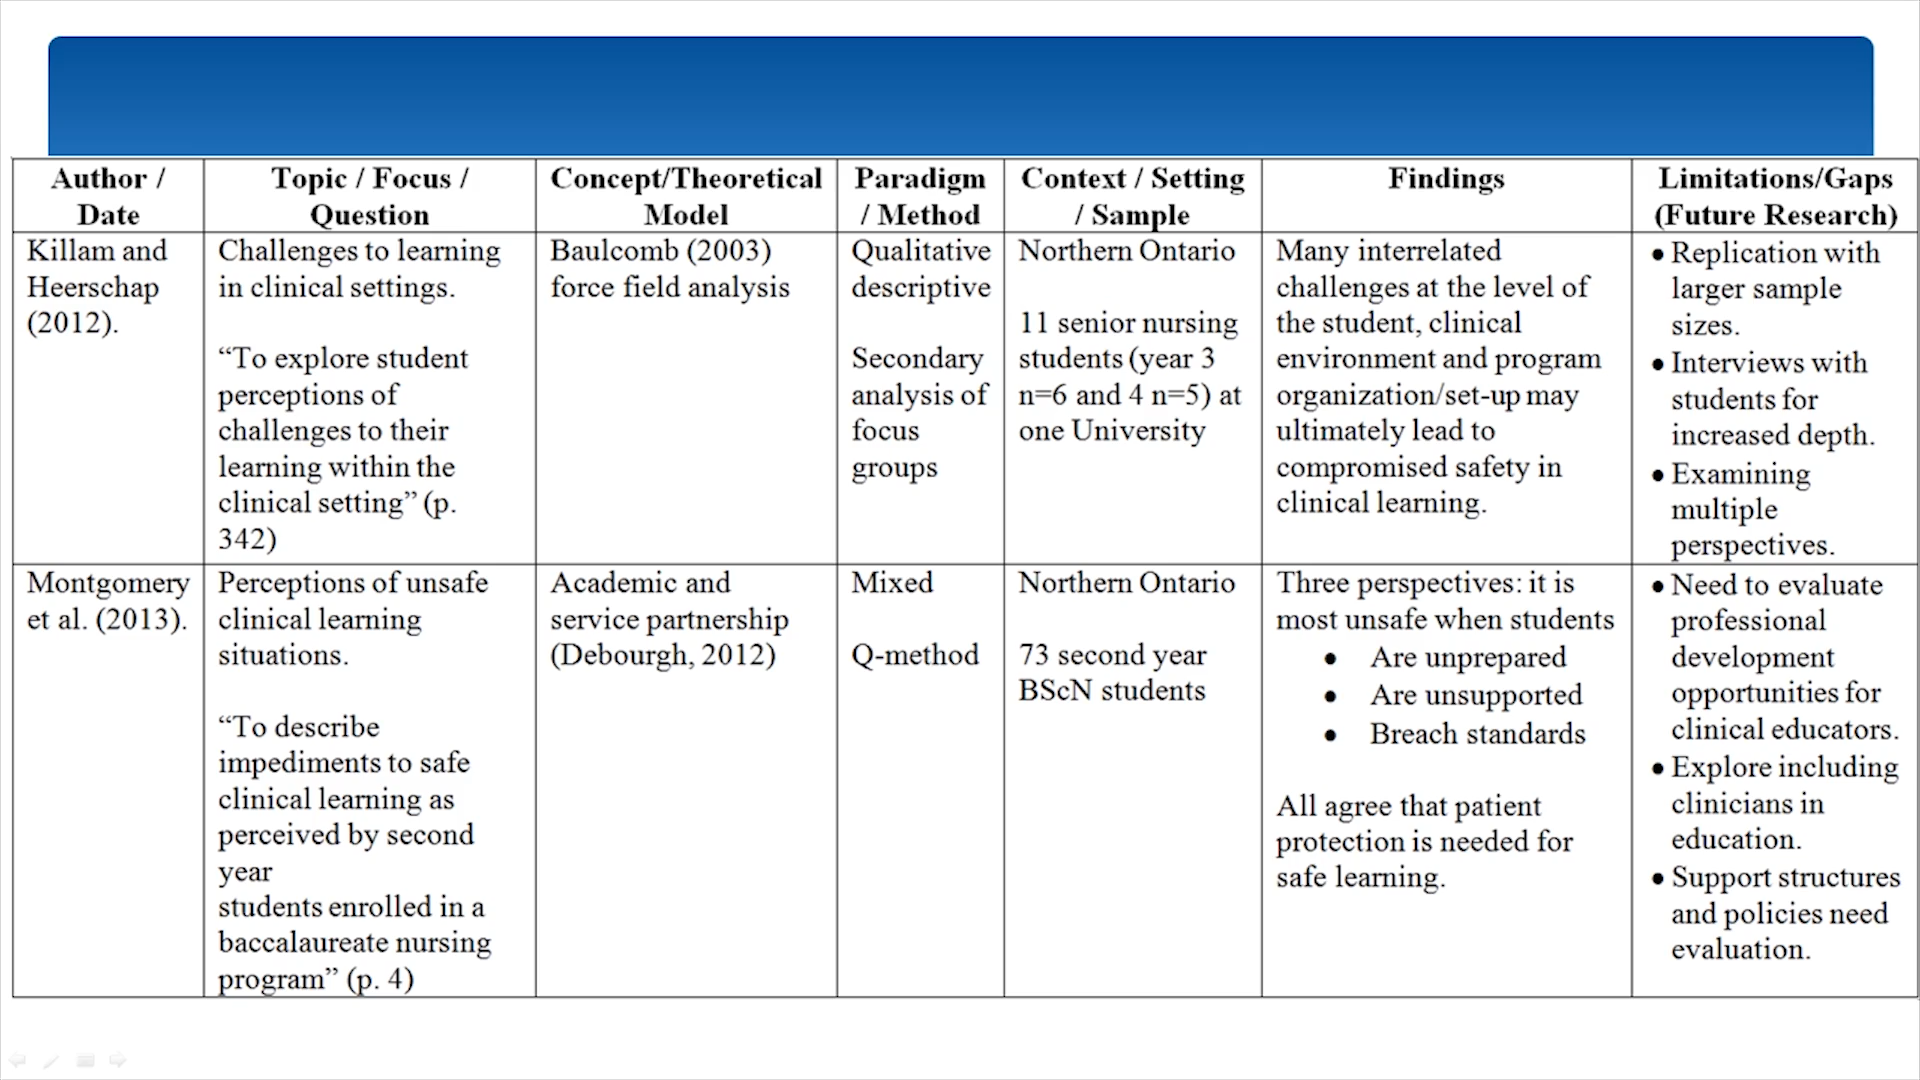 Author /
Date
Topic / Focus /
Question
Concept/Theoretical
Model
Paradigm
/ Method
Context / Setting
/ Sample
Findings
Limitations/Gaps
(Future Research)
Killam and
Heerschap
(2012).
Challenges to learning
in clinical settings.
“To explore student
perceptions of
challenges to their
learning within the
clinical setting” (p.
342)
Baulcomb (2003)
force field analysis
Qualitative
descriptive
Secondary
analysis of
focus
groups
Northern Ontario
11 senior nursing
students (year 3
n=6 and 4 n=5) at
one University
Many interrelated
challenges at the level of
the student, clinical
environment and program
organization/set-up may
ultimately lead to
compromised safety in
clinical learning.
● Replication with
larger sample
sizes.
● Interviews with
students for
increased depth.
● Examining
multiple
perspectives.
Montgomery
et al. (2013).
Perceptions of unsafe
clinical learning
situations.
“To describe
impediments to safe
clinical learning as
perceived by second
year
students enrolled in a
baccalaureate nursing
program” (p. 4)
Academic and
service partnership
(Debourgh, 2012)
Mixed
Q-method
Northern Ontario
73 second year
BScN students
Three perspectives: it is
most unsafe when students
● Are unprepared
● Are unsupported
● Breach standards
All agree that patient
protection is needed for
safe learning.
● Need to evaluate
professional
development
opportunities for
clinical educators.
● Explore including
clinicians in
education.
● Support structures
and policies need
evaluation.